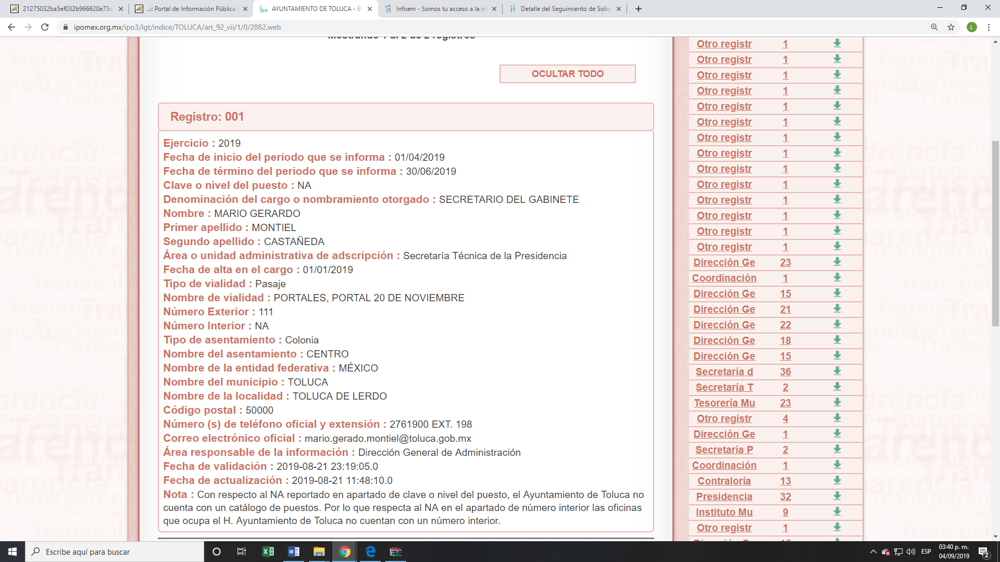 21275032ba5ef032b966620e75c
..:: Portal de Información Pública
AYUNTAMIENTO DE TOLUCA - El
Infoem - Somos tu acceso a la in
Detalle del Seguimiento de Solici
ipomex.org.mx/ipo3/lgt/indice/TOLUCA/art_92_vii/1/0/2882.web
L
Mostrando 1 al 2 de 2 registros
OCULTAR TODO
Registro: 001
Ejercicio : 2019
Fecha de inicio del periodo que se informa : 01/04/2019
Fecha de término del periodo que se informa : 30/06/2019
Clave o nivel del puesto : NA
Denominación del cargo o nombramiento otorgado : SECRETARIO DEL GABINETE
Nombre : MARIO GERARDO
Primer apellido : MONTIEL
Segundo apellido : CASTAÑEDA
Área o unidad administrativa de adscripción : Secretaría Técnica de la Presidencia
Fecha de alta en el cargo : 01/01/2019
Tipo de vialidad : Pasaje
Nombre de vialidad : PORTALES, PORTAL 20 DE NOVIEMBRE
Número Exterior : 111
Número Interior : NA
Tipo de asentamiento : Colonia
Nombre del asentamiento : CENTRO
Nombre de la entidad federativa : MÉXICO
Nombre del municipio : TOLUCA
Nombre de la localidad : TOLUCA DE LERDO
Código postal : 50000
Número (s) de teléfono oficial y extensión : 2761900 EXT. 198
Correo electrónico oficial : mario.gerado.montiel@toluca.gob.mx
Área responsable de la información : Dirección General de Administración
Fecha de validación : 2019-08-21 23:19:05.0
Fecha de actualización : 2019-08-21 11:48:10.0
Nota : Con respecto al NA reportado en apartado de clave o nivel del puesto, el Ayuntamiento de Toluca no
cuenta con un catálogo de puestos. Por lo que respecta al NA en el apartado de número interior las oficinas
que ocupa el H. Ayuntamiento de Toluca no cuentan con un número interior.
Otro registr 1
Otro registr 1
Otro registr 1
Otro registr 1
Otro registr 1
Otro registr 1
Otro registr 1
Otro registr 1
Otro registr 1
Otro registr 1
Otro registr 1
Otro registr 1
Otro registr 1
Otro registr 1
Dirección Ge 23
Coordinación 1
Dirección Ge 15
Dirección Ge 21
Dirección Ge 22
Dirección Ge 18
Dirección Ge 15
Secretaría d 36
Secretaría T 2
Tesorería Mu 23
Otro registr 4
Dirección Ge 1
Secretaría P 2
Coordinación 1
Contraloría 13
Presidencia 32
Instituto Mu 9
Otro registr 1
Escribe aquí para buscar
ESP
03:40 p. m.
04/09/2019
2